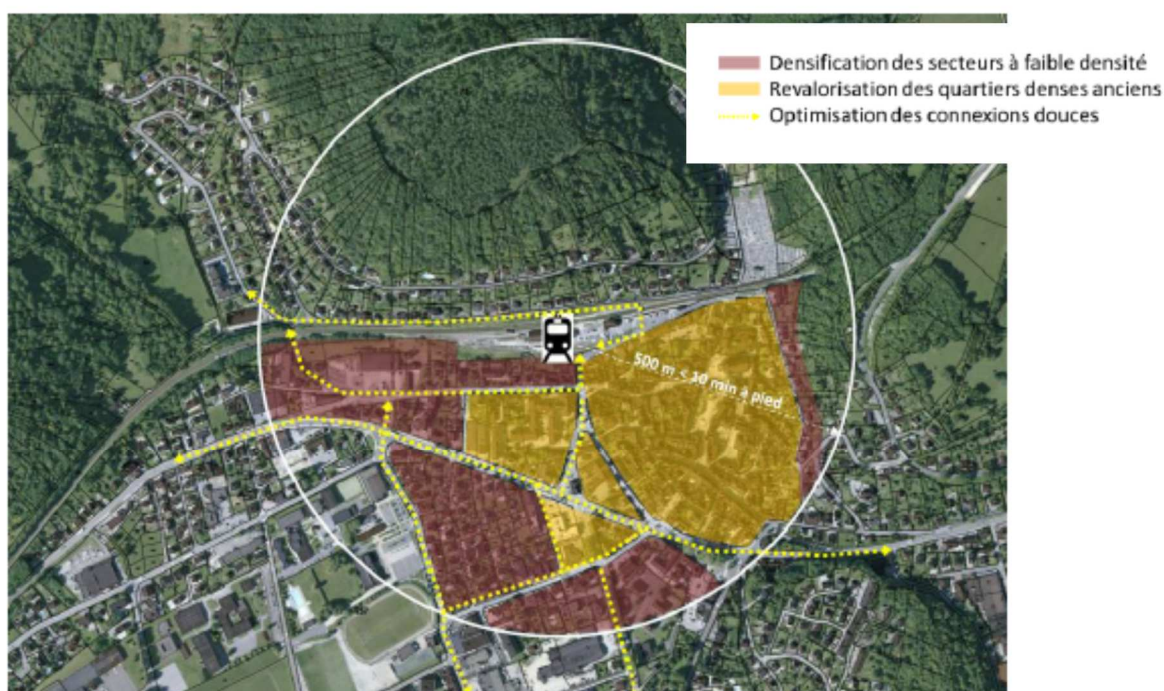 Densification des secteurs à faible densité
Revalorisation des quartiers denses anciens
Optimisation des connexions douces
500 m < 10 min à pied